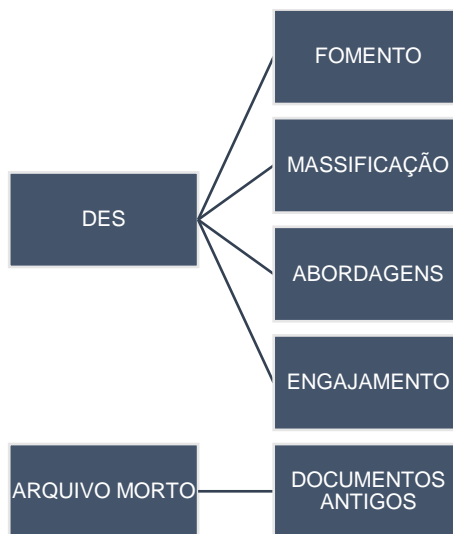 FOMENTO
MASSIFICAÇÃO
DES
ABORDAGENS
ENGAJAMENTO
ARQUIVO MORTO
DOCUMENTOS
ANTIGOS